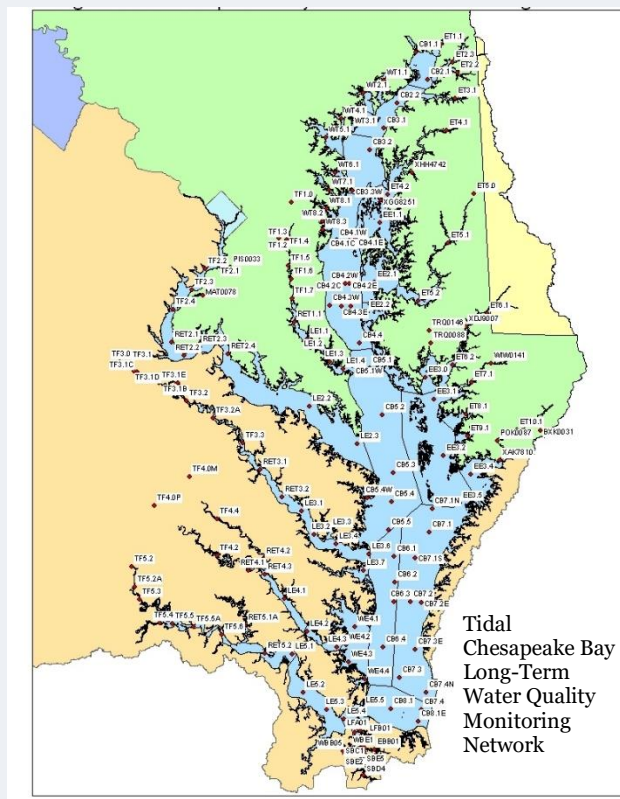 CB1.1
ET1.1
ET2.3
ET2.2
CB2.1
WT1.1
WT2.1
CB2.2
ET3.1
WT4.1
WT3.1
CB3.1
WT5.1
ET4.1
CB3.2
WT6.1
XHH4742
WT7.1
CB3.3W
ET4.2
TF1.0
WT8.1
XGG8251
WT8.2
EE1.1
WT8.3
TF1.3
CB4.1W
TF1.2
TF1.4
CB4.1C
CB4.1E
ET5.1
TF2.2
PIS0033
TF1.5
TF2.1
TF1.6
CB4.2W
EE2.1
TF2.3
CB4.2C
CB4.2E
MAT0078
TF1.7
ET5.2
TF2.4
CB4.3W
EE2.2
CB4.3E
ET6.1
RET1.1
XDJ9007
TRQ0146
RET2.1
LE1.1
CB4.4
TRQ0088
RET2.3
LE1.2
RET2.2
RET2.4
TF3.0
TF3.1
LE1.3
LE1.4
CB5.1
TF3.1C
CB5.1W
ET6.2
WIW0141
TF3.1D
TF3.1E
EE3.0
ET7.1
TF3.1B
TF3.2
EE3.1
LE2.2
TF3.2A
CB5.2
ET8.1
ET10.1
LE2.3
ET9.1
POK0087
BXK0031
TF3.3
EE3.2
XAK7810
RET3.1
CB5.3
EE3.4
TF4.0M
CB5.4W
TF4.0P
RET3.2
CB5.4
EE3.5
LE3.1
CB7.1N
TF4.4
LE3.3
CB5.5
CB7.1
LE3.2
LE3.4
TF4.2
RET4.2
LE3.6
CB6.1
CB7.1S
RET4.1
RET4.3
LE3.7
TF5.2
TF5.2A
CB6.2
TF5.3
LE4.1
CB6.3
CB7.2
CB7.2E
TF5.4
TF5.5
TF5.5A
TF5.6
RET5.1A
LE4.2
WE4.1
WE4.2
CB6.4
CB7.3E
RET5.2
LE5.1
LE4.3
WE4.3
WE4.4
CB7.3
LE5.2
CB7.4N
LE5.3
LE5.5
CB8.1
CB7.4
LE5.4
CB8.1E
LFA01
LFB01
WBE1
WBB05
EBB01
SBC1
SBE2
SBE5
SBD4
Tidal
Chesapeake Bay
Long-Term
Water Quality
Monitoring
Network